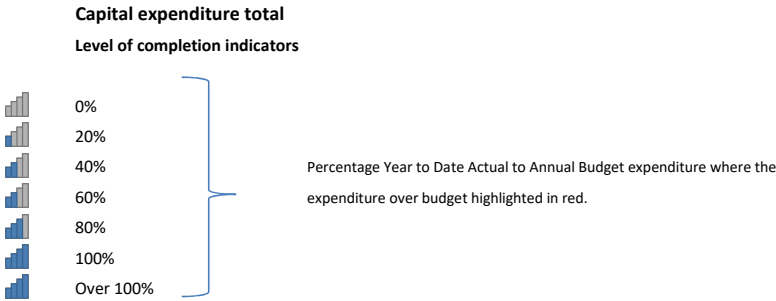 Capital expenditure total
Level of completion indicators
0%
20%
40%
60%
80%
100%
Over 100%
Percentage Year to Date Actual to Annual Budget expenditure where the
expenditure over budget highlighted in red.